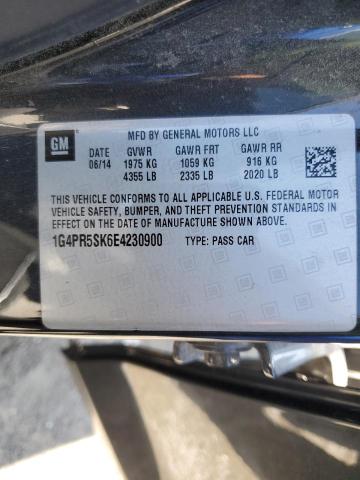 GM
MFD BY GENERAL MOTORS LLC
DATE GVWR GAWR FRT GAWR RR
06/14 1975 KG 1059 KG 916 KG
4355 LB 2335 LB 2020 LB
THIS VEHICLE CONFORMS TO ALL APPLICABLE U.S. FEDERAL MOTOR
VEHICLE SAFETY, BUMPER, AND THEFT PREVENTION STANDARDS IN
EFFECT ON THE DATE OF MANUFACTURE SHOWN ABOVE.
1G4PR5SK6E4230900 TYPE: PASS CAR